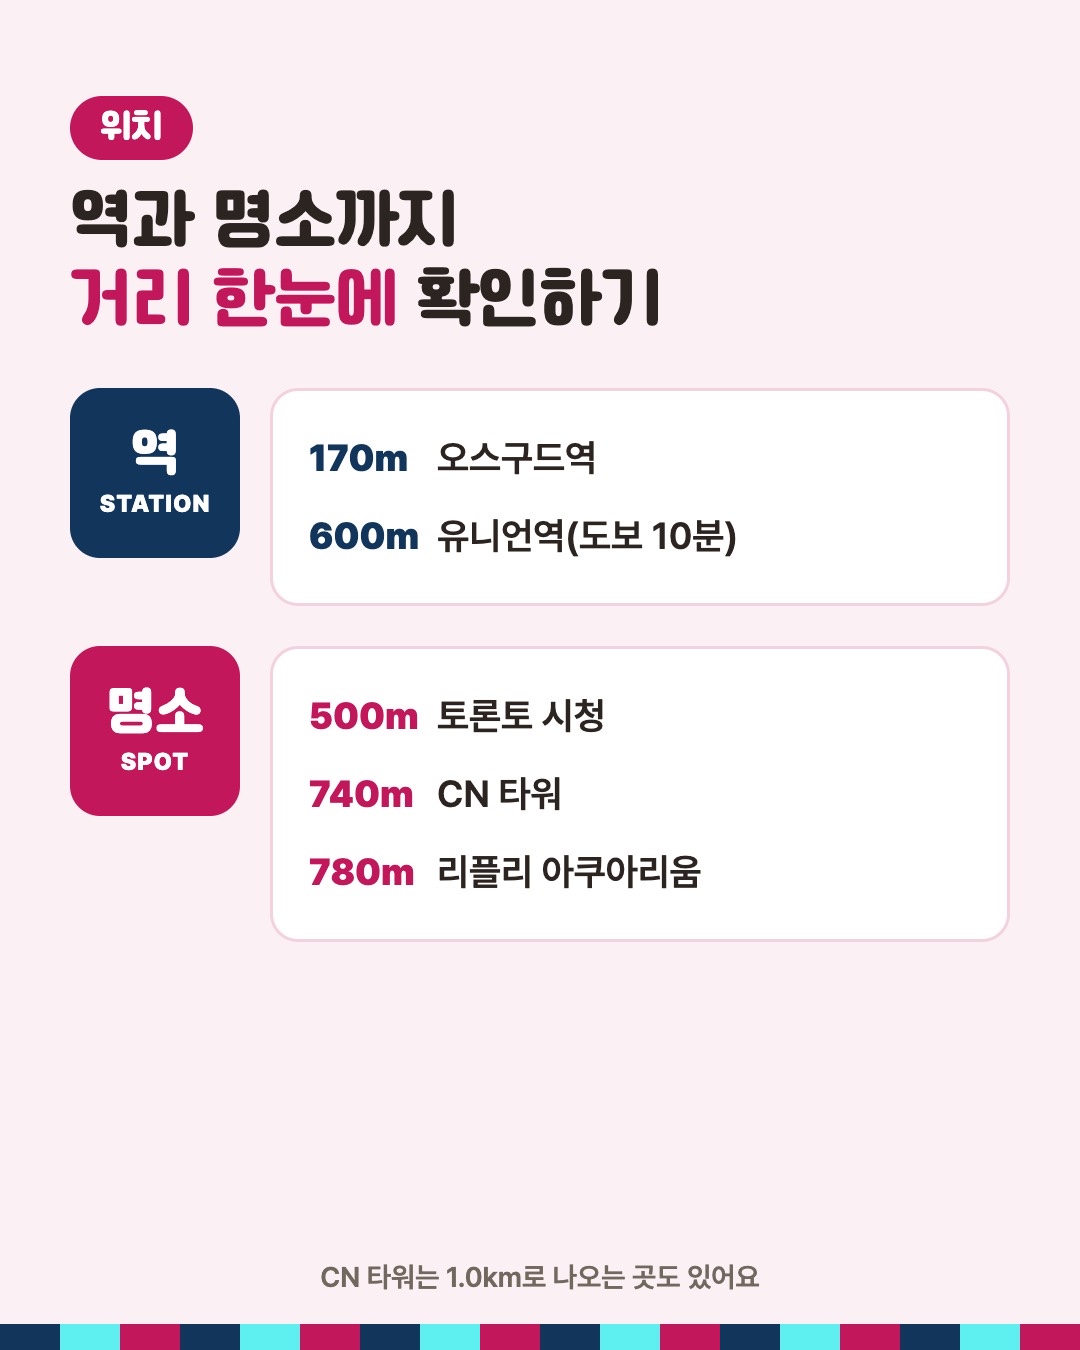 위치
역과 명소까지
거리 한눈에 확인하기
역
STATION
170m 오스구드역
600m 유니언역(도보 10분)
명소
SPOT
500m 토론토 시청
740m CN 타워
780m 리플리 아쿠아리움
CN 타워는 1.0km로 나오는 곳도 있어요